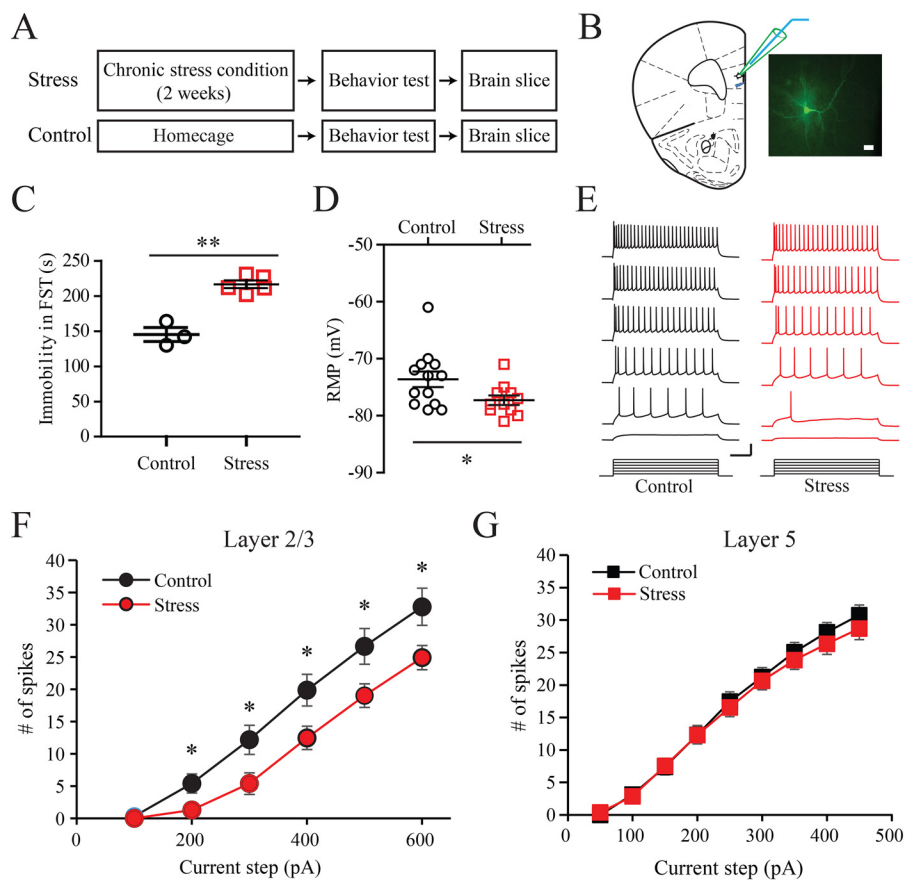 A
Stress
Chronic stress condition
(2 weeks)
Behavior test
Brain slice
Control
Homecage
Behavior test
Brain slice
B
C
**
Immobility in FST (s)
250
200
150
100
50
0
Control
Stress
D
Control
Stress
RMP (mV)
-50
-60
-70
-80
-90
*
E
Control
Stress
F
Layer 2/3
Control
Stress
# of spikes
40
35
30
25
20
15
10
5
0
*
*
*
*
*
0
200
400
600
Current step (pA)
G
Layer 5
Control
Stress
# of spikes
40
35
30
25
20
15
10
5
0
0
100
200
300
400
500
Current step (pA)